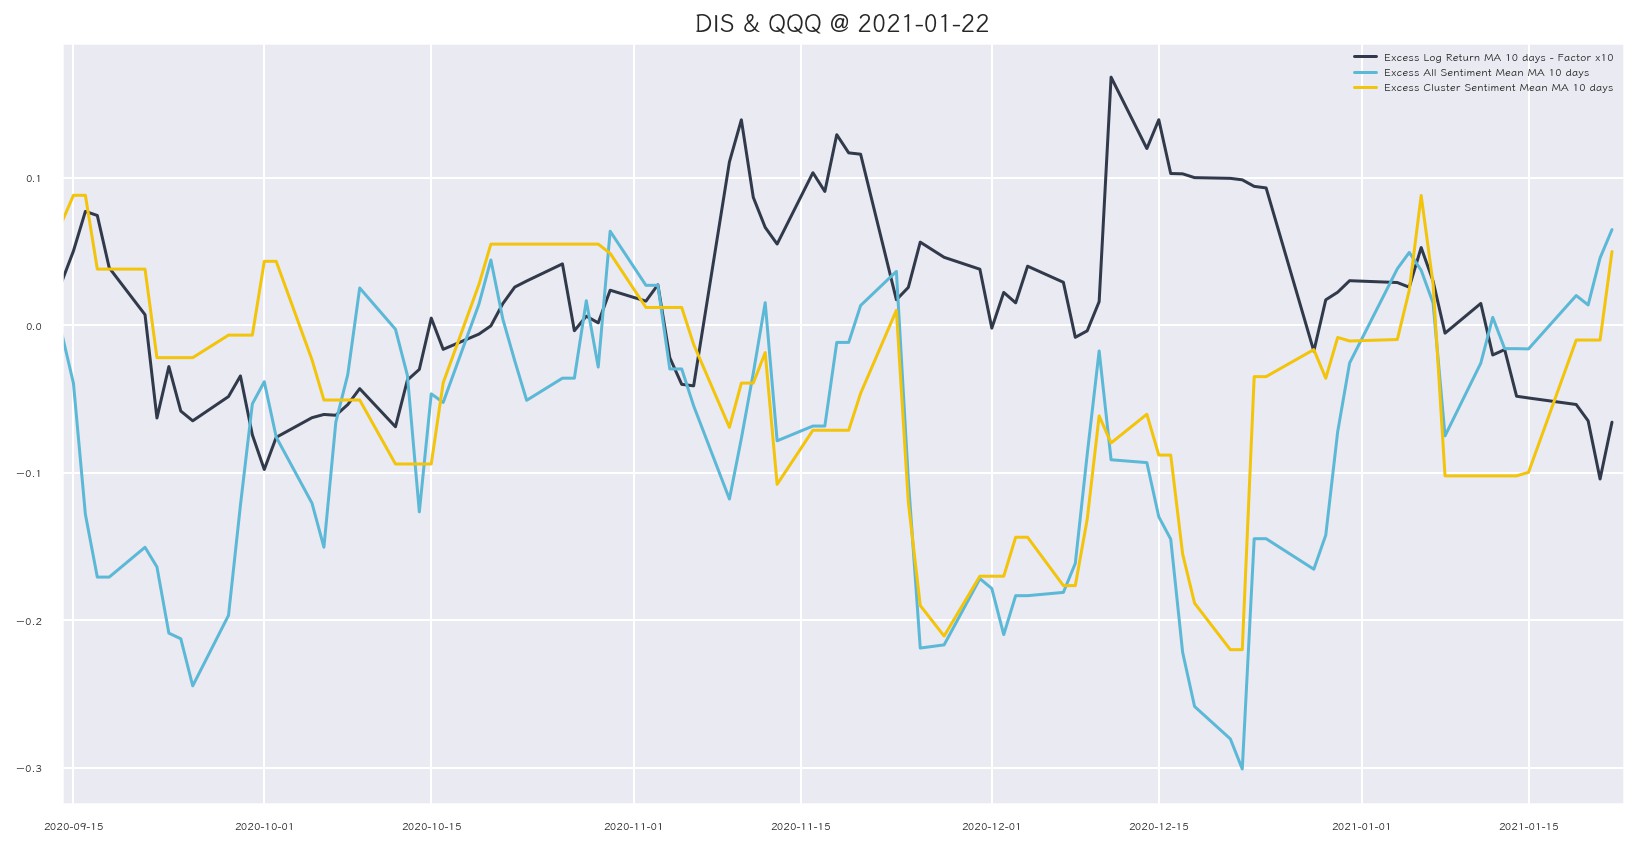 DIS & QQQ @ 2021-01-22
Excess Log Return MA 10 days - Factor x10
Excess All Sentiment Mean MA 10 days
Excess Cluster Sentiment Mean MA 10 days
0.1
0.0
−0.1
−0.2
−0.3
2020-09-15 2020-10-01 2020-10-15 2020-11-01 2020-11-15 2020-12-01 2020-12-15 2021-01-01 2021-01-15